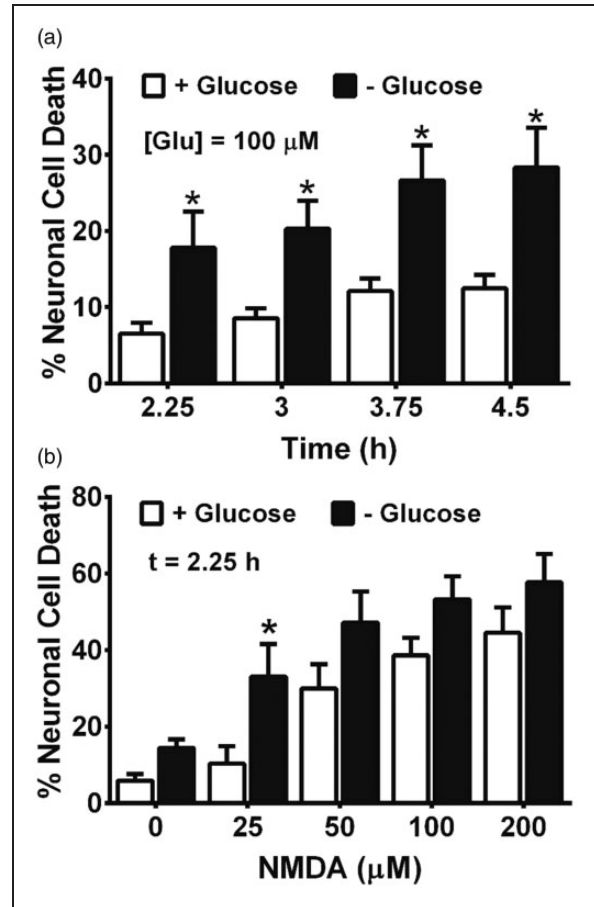 (a)
+ Glucose - Glucose
[Glu] = 100 μM
% Neuronal Cell Death
40
30
20
10
0
* * * *
2.25 3 3.75 4.5
Time (h)
(b)
+ Glucose - Glucose
t = 2.25 h
% Neuronal Cell Death
80
60
40
20
0
*
0 25 50 100 200
NMDA (μM)